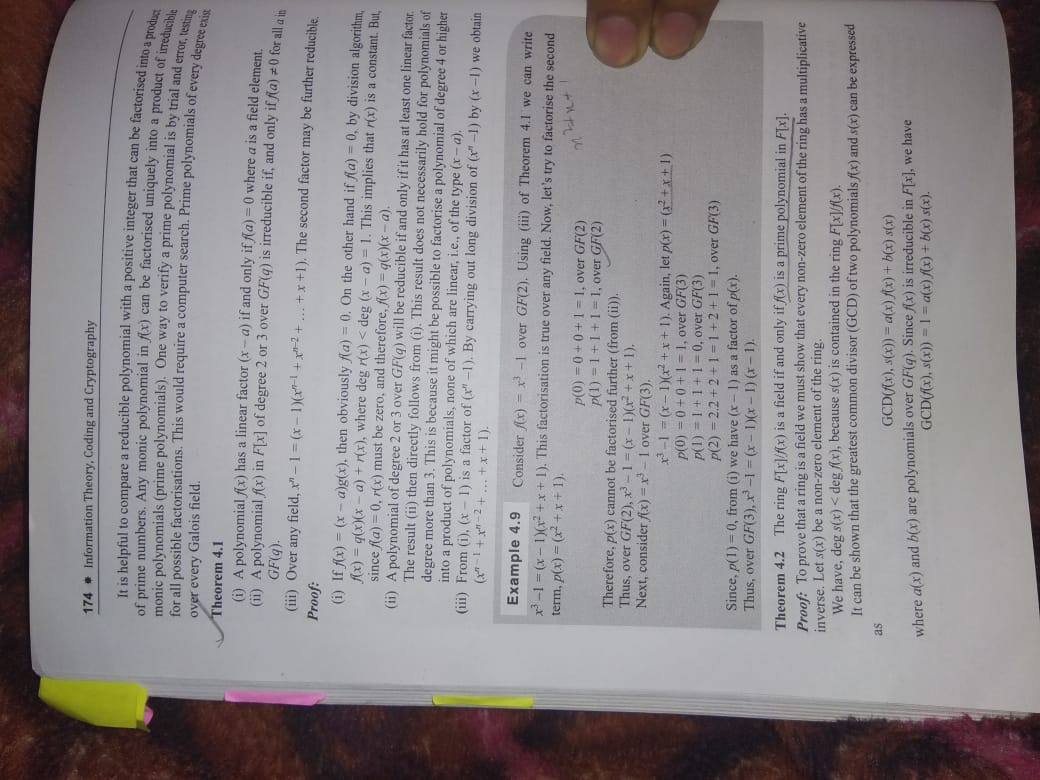 174 * Information Theory, Coding and Cryptography
It is helpful to compare a reducible polynomial with a positive integer that can be factorised into a product
of prime numbers. Any monic polynomial in f(x) can be factorised uniquely into a product of irreducible
monic polynomials (prime polynomials). One way to verify a prime polynomial is by trial and error, testing
for all possible factorisations. This would require a computer search. Prime polynomials of every degree exist
over every Galois field.
Theorem 4.1
(i) A polynomial f(x) has a linear factor (x – a) if and only if f(a) = 0 where a is a field element.
(ii) A polynomial f(x) in F[x] of degree 2 or 3 over GF(q) is irreducible if, and only if f(a) ≠ 0 for all a in
GF(q).
(iii) Over any field, xⁿ – 1 = (x – 1)(xⁿ⁻¹ + xⁿ⁻² + … + x + 1). The second factor may be further reducible.
Proof:
(i) If f(x) = (x – a)g(x), then obviously f(a) = 0. On the other hand if f(a) = 0, by division algorithm,
f(x) = q(x)(x – a) + r(x), where deg r(x) < deg (x – a) = 1. This implies that r(x) is a constant. But,
since f(a) = 0, r(x) must be zero, and therefore, f(x) = q(x)(x – a).
(ii) A polynomial of degree 2 or 3 over GF(q) will be reducible if and only if it has at least one linear factor.
The result (ii) then directly follows from (i). This result does not necessarily hold for polynomials of
degree more than 3. This is because it might be possible to factorise a polynomial of degree 4 or higher
into a product of polynomials, none of which are linear, i.e., of the type (x – a).
(iii) From (i), (x – 1) is a factor of (xⁿ – 1). By carrying out long division of (xⁿ – 1) by (x – 1) we obtain
(xⁿ⁻¹ + xⁿ⁻² + … + x + 1).
Example 4.9 Consider f(x) = x³ – 1 over GF(2). Using (iii) of Theorem 4.1 we can write
x³ – 1 = (x – 1)(x² + x + 1). This factorisation is true over any field. Now, let's try to factorise the second
term, p(x) = (x² + x + 1).
x²+x+1
p(0) = 0 + 0 + 1 = 1, over GF(2)
p(1) = 1 + 1 + 1 = 1, over GF(2)
Therefore, p(x) cannot be factorised further (from (ii)).
Thus, over GF(2), x³ – 1 = (x – 1)(x² + x + 1).
Next, consider f(x) = x³ – 1 over GF(3).
x³ – 1 = (x – 1)(x² + x + 1). Again, let p(x) = (x² + x + 1)
p(0) = 0 + 0 + 1 = 1, over GF(3)
p(1) = 1 + 1 + 1 = 0, over GF(3)
p(2) = 2.2 + 2 + 1 = 1 + 2 + 1 = 1, over GF(3)
Since, p(1) = 0, from (i) we have (x – 1) as a factor of p(x).
Thus, over GF(3), x³ – 1 = (x – 1)(x – 1) (x – 1).
Theorem 4.2 The ring F[x]/f(x) is a field if and only if f(x) is a prime polynomial in F[x].
Proof: To prove that a ring is a field we must show that every non-zero element of the ring has a multiplicative
inverse. Let s(x) be a non-zero element of the ring.
We have, deg s(x) < deg f(x), because s(x) is contained in the ring F[x]/f(x).
It can be shown that the greatest common divisor (GCD) of two polynomials f(x) and s(x) can be expressed
as
GCD(f(x), s(x)) = a(x) f(x) + b(x) s(x)
where a(x) and b(x) are polynomials over GF(q). Since f(x) is irreducible in F[x], we have
GCD(f(x), s(x)) = 1 = a(x) f(x) + b(x) s(x).